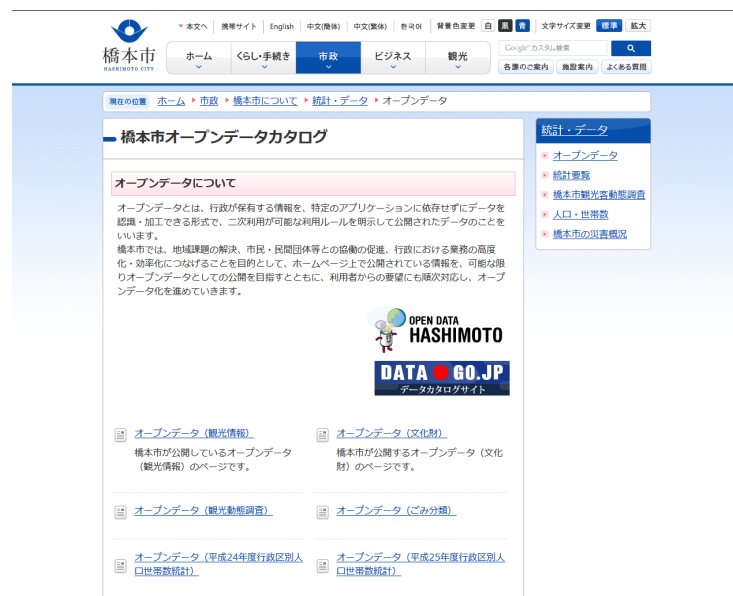 本文へ 携帯サイト English 中文(簡体) 中文(繁体) 한국어 背景色変更 白 黒 青 文字サイズ変更 標準 拡大
橋本市
HASHIMOTO CITY
ホーム くらし・手続き 市政 ビジネス 観光
Google カスタム検索
各課のご案内 施設案内 よくある質問
現在の位置 ホーム 市政 橋本市について 統計・データ オープンデータ
橋本市オープンデータカタログ
オープンデータについて
オープンデータとは、行政が保有する情報を、特定のアプリケーションに依存せずにデータを
認識・加工できる形式で、二次利用が可能な利用ルールを明示して公開されたデータのことを
いいます。
橋本市では、地域課題の解決、市民・民間団体等との協働の促進、行政における業務の高度
化・効率化につなげることを目的として、ホームページ上で公開されている情報を、可能な限
りオープンデータとしての公開を目指すとともに、利用者からの要望にも順次対応し、オープ
ンデータ化を進めていきます。
OPEN DATA
HASHIMOTO
DATA GO.JP
データカタログサイト
オープンデータ（観光情報）
橋本市が公開しているオープンデータ
（観光情報）のページです。
オープンデータ（文化財）
橋本市が公開するオープンデータ（文化
財）のページです。
オープンデータ（観光動態調査）
オープンデータ（ごみ分類）
オープンデータ（平成24年度行政区別人
口世帯数統計）
オープンデータ（平成25年度行政区別人
口世帯数統計）
統計・データ
オープンデータ
統計要覧
橋本市観光客動態調査
人口・世帯数
橋本市の災害概況